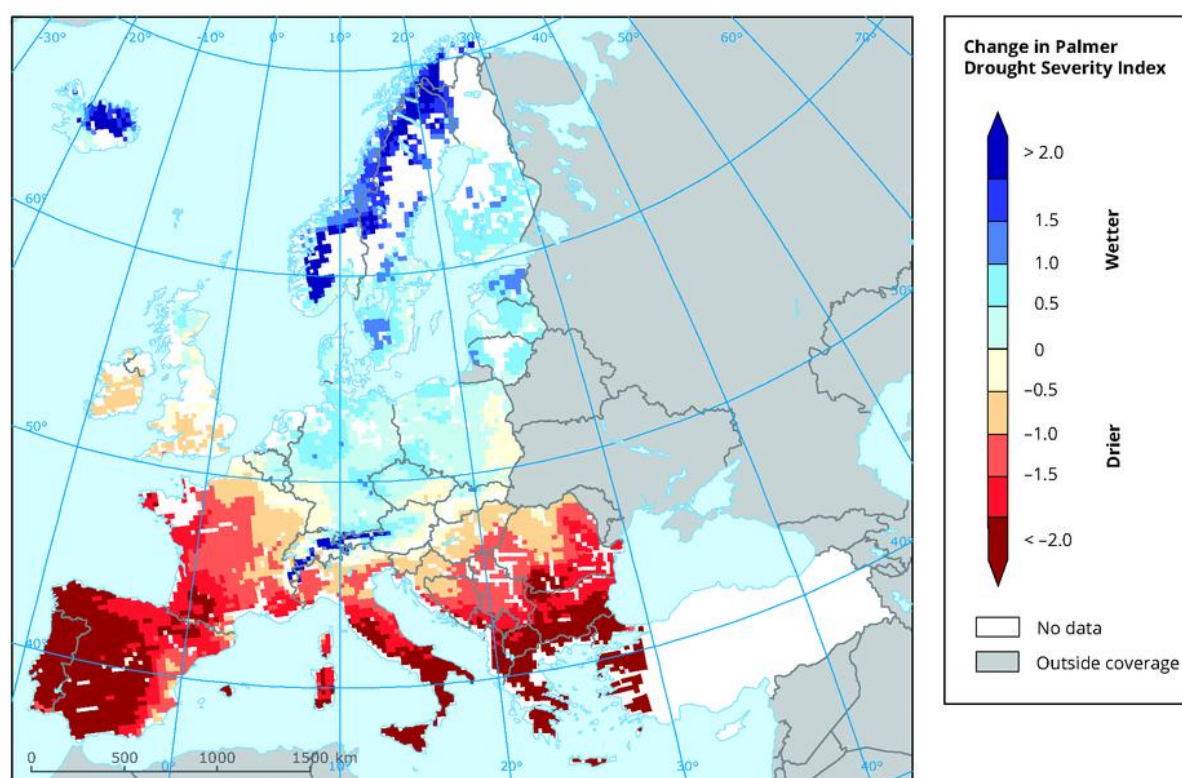 -30° -20° -10° 0° 10° 20° 30° 40° 50° 60° 70°
60°
50°
50°
40°
40°
0 500 1000 1500 km
0° 10° 20° 30° 40°
Change in Palmer
Drought Severity Index
> 2.0
1.5
1.0
0.5
0
−0.5
−1.0
−1.5
< −2.0
Wetter
Drier
No data
Outside coverage